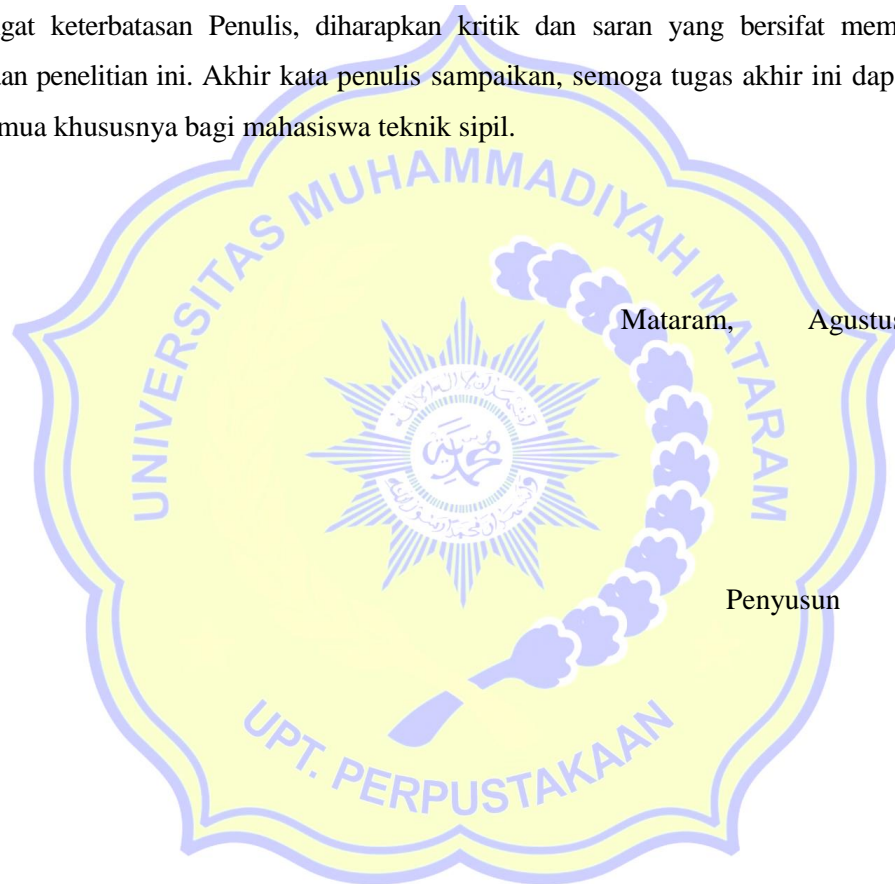 gat keterbatasan Penulis, diharapkan kritik dan saran yang bersifat mem
an penelitian ini. Akhir kata penulis sampaikan, semoga tugas akhir ini dap
mua khususnya bagi mahasiswa teknik sipil.
UNIVERSITAS MUHAMMADIYAH MATARAM
Mataram, Agustus
Penyusun
UPT. PERPUSTAKAAN